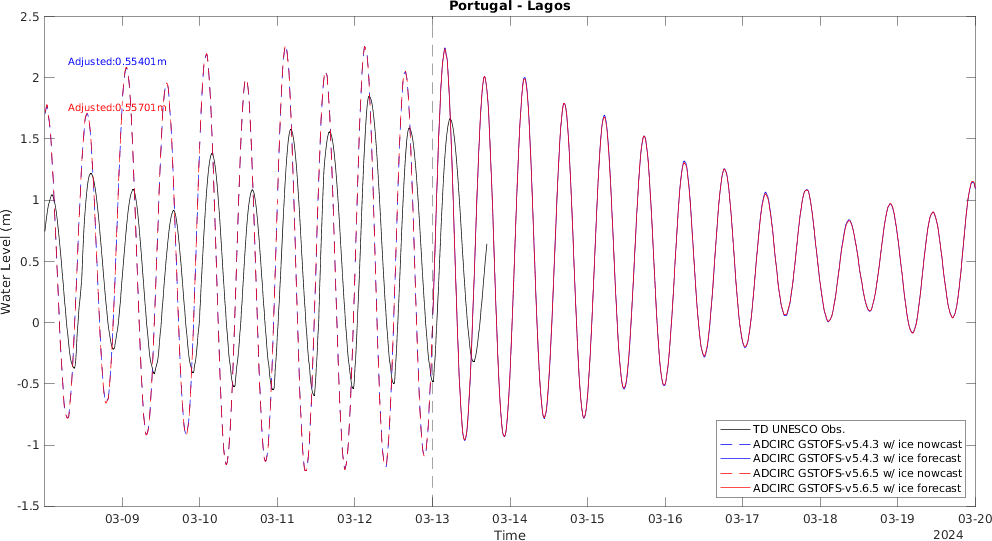 Portugal - Lagos
2.5
2
1.5
1
0.5
0
-0.5
-1
-1.5
Water Level (m)
Adjusted:0.55401m
Adjusted:0.55701m
TD UNESCO Obs.
ADCIRC GSTOFS-v5.4.3 w/ ice nowcast
ADCIRC GSTOFS-v5.4.3 w/ ice forecast
ADCIRC GSTOFS-v5.6.5 w/ ice nowcast
ADCIRC GSTOFS-v5.6.5 w/ ice forecast
03-09 03-10 03-11 03-12 03-13 03-14 03-15 03-16 03-17 03-18 03-19 03-20
Time
2024